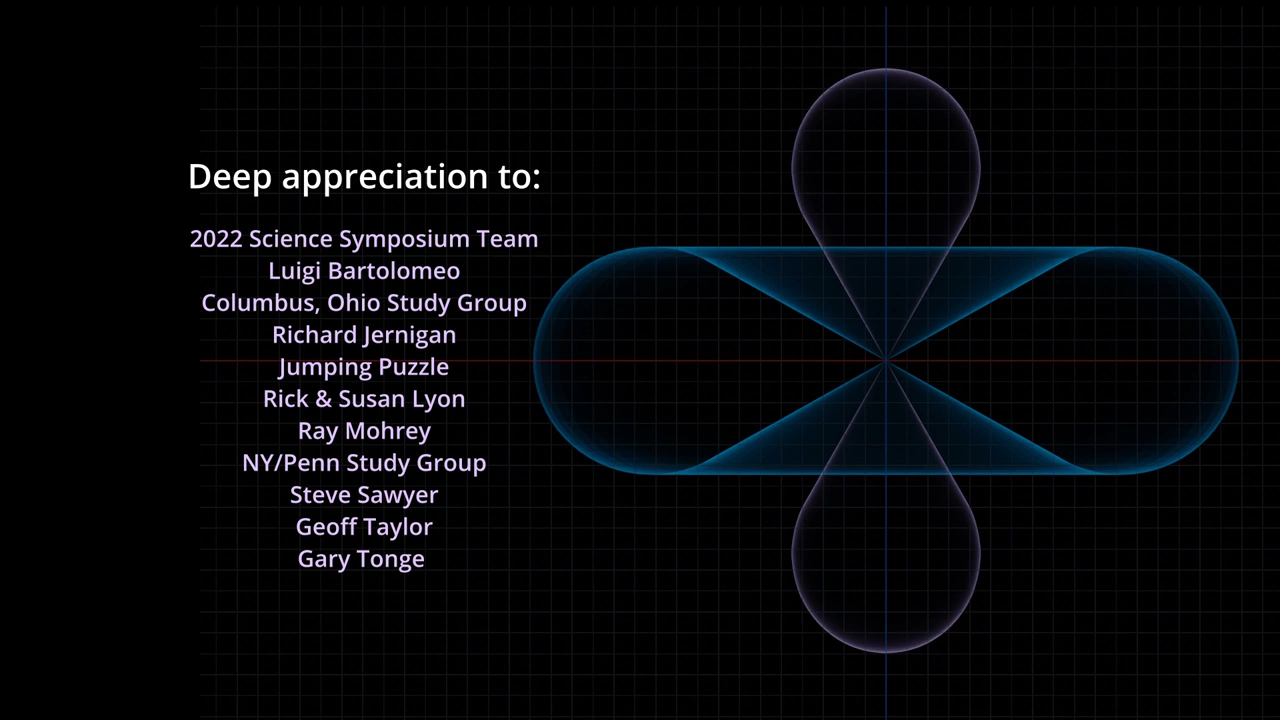 Deep appreciation to:
2022 Science Symposium Team
Luigi Bartolomeo
Columbus, Ohio Study Group
Richard Jernigan
Jumping Puzzle
Rick & Susan Lyon
Ray Mohrey
NY/Penn Study Group
Steve Sawyer
Geoff Taylor
Gary Tonge